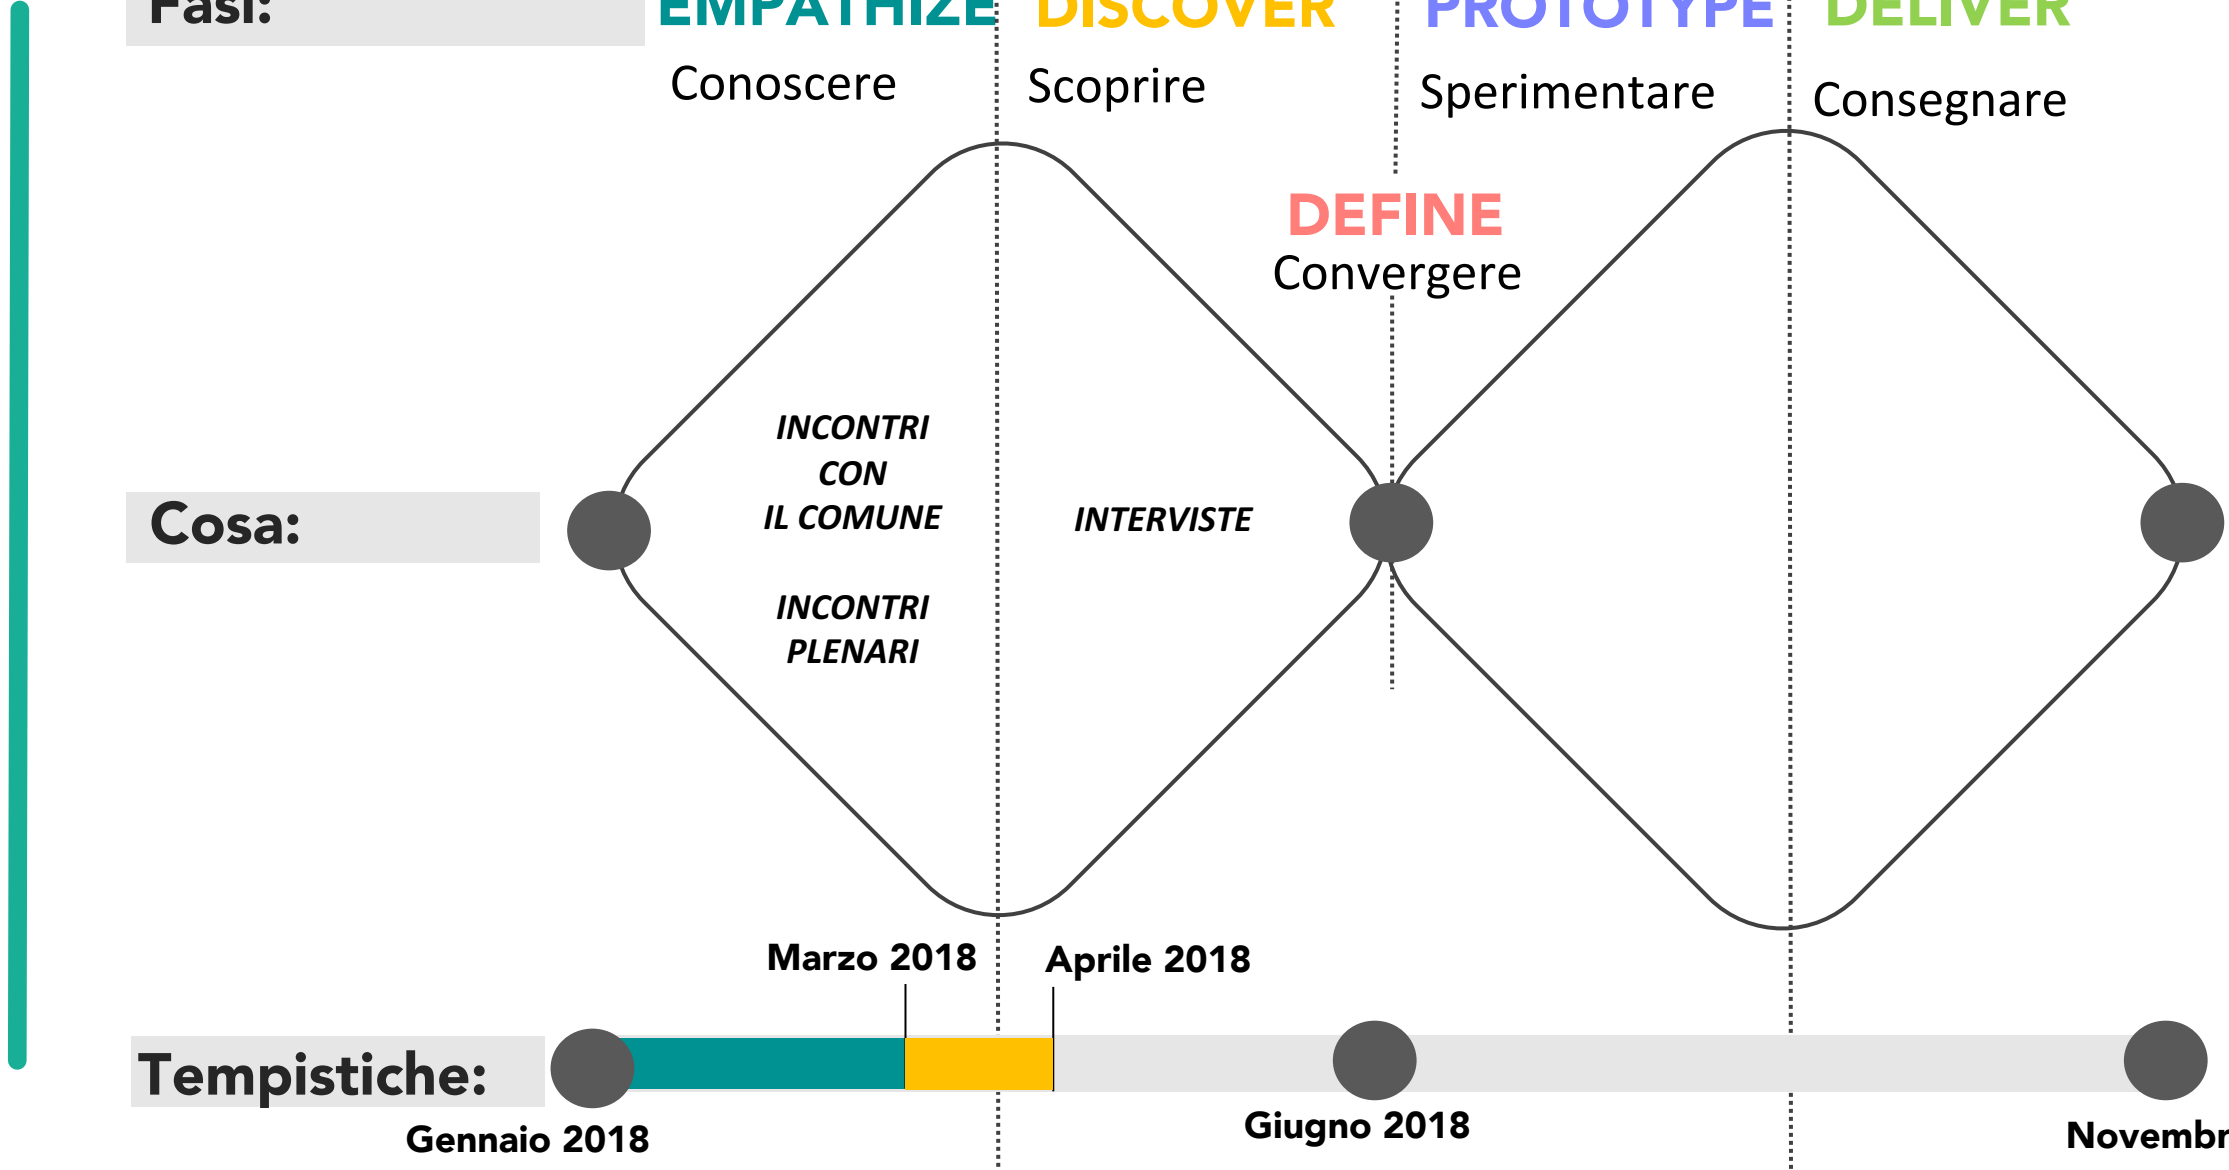 Fasi: EMPATHIZE DISCOVER PROTOTYPE DELIVER
Conoscere Scoprire Sperimentare Consegnare
DEFINE
Convergere
INCONTRI
CON
IL COMUNE
INCONTRI
PLENARI
INTERVISTE
Cosa:
Marzo 2018 Aprile 2018
Tempistiche:
Gennaio 2018 Giugno 2018 Novembr